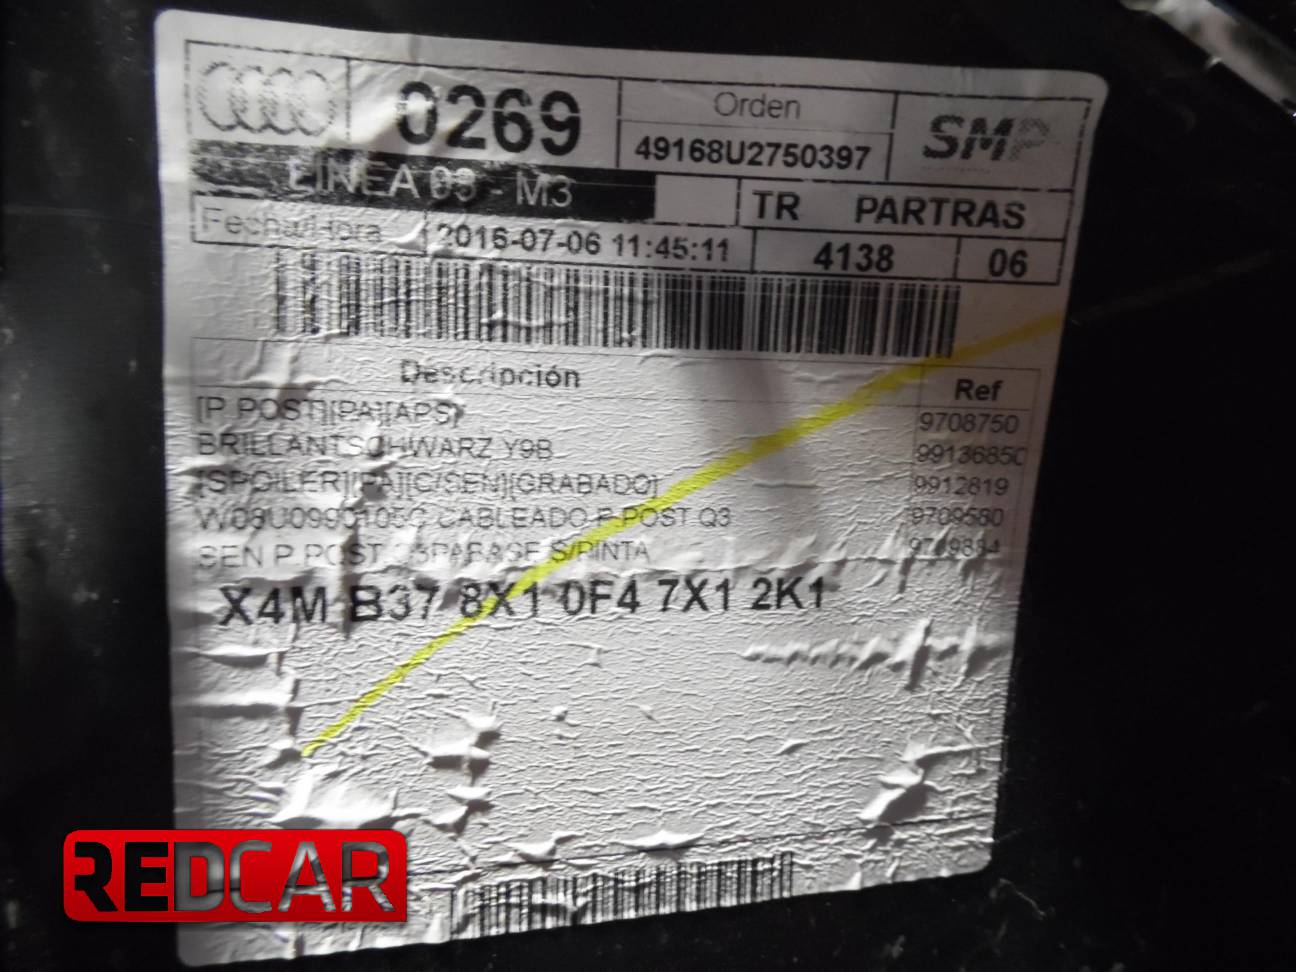 0269
Orden
49168U2750397
SMP
LINEA 03 - M3
TR PARTRAS
Fecha/Hora 2016-07-06 11:45:11
4138 06
Descripción Ref
[P POST][PA][APS] 9708750
BRILLANTSCHWARZ Y9B 9913685C
[SPOILER][PA][C/SEN][GRABADO] 9912819
CABLEADO P POST Q3 9709580
SEN P POST S/PINTA
X4M B37 8X1 0F4 7X1 2K1
REDCAR